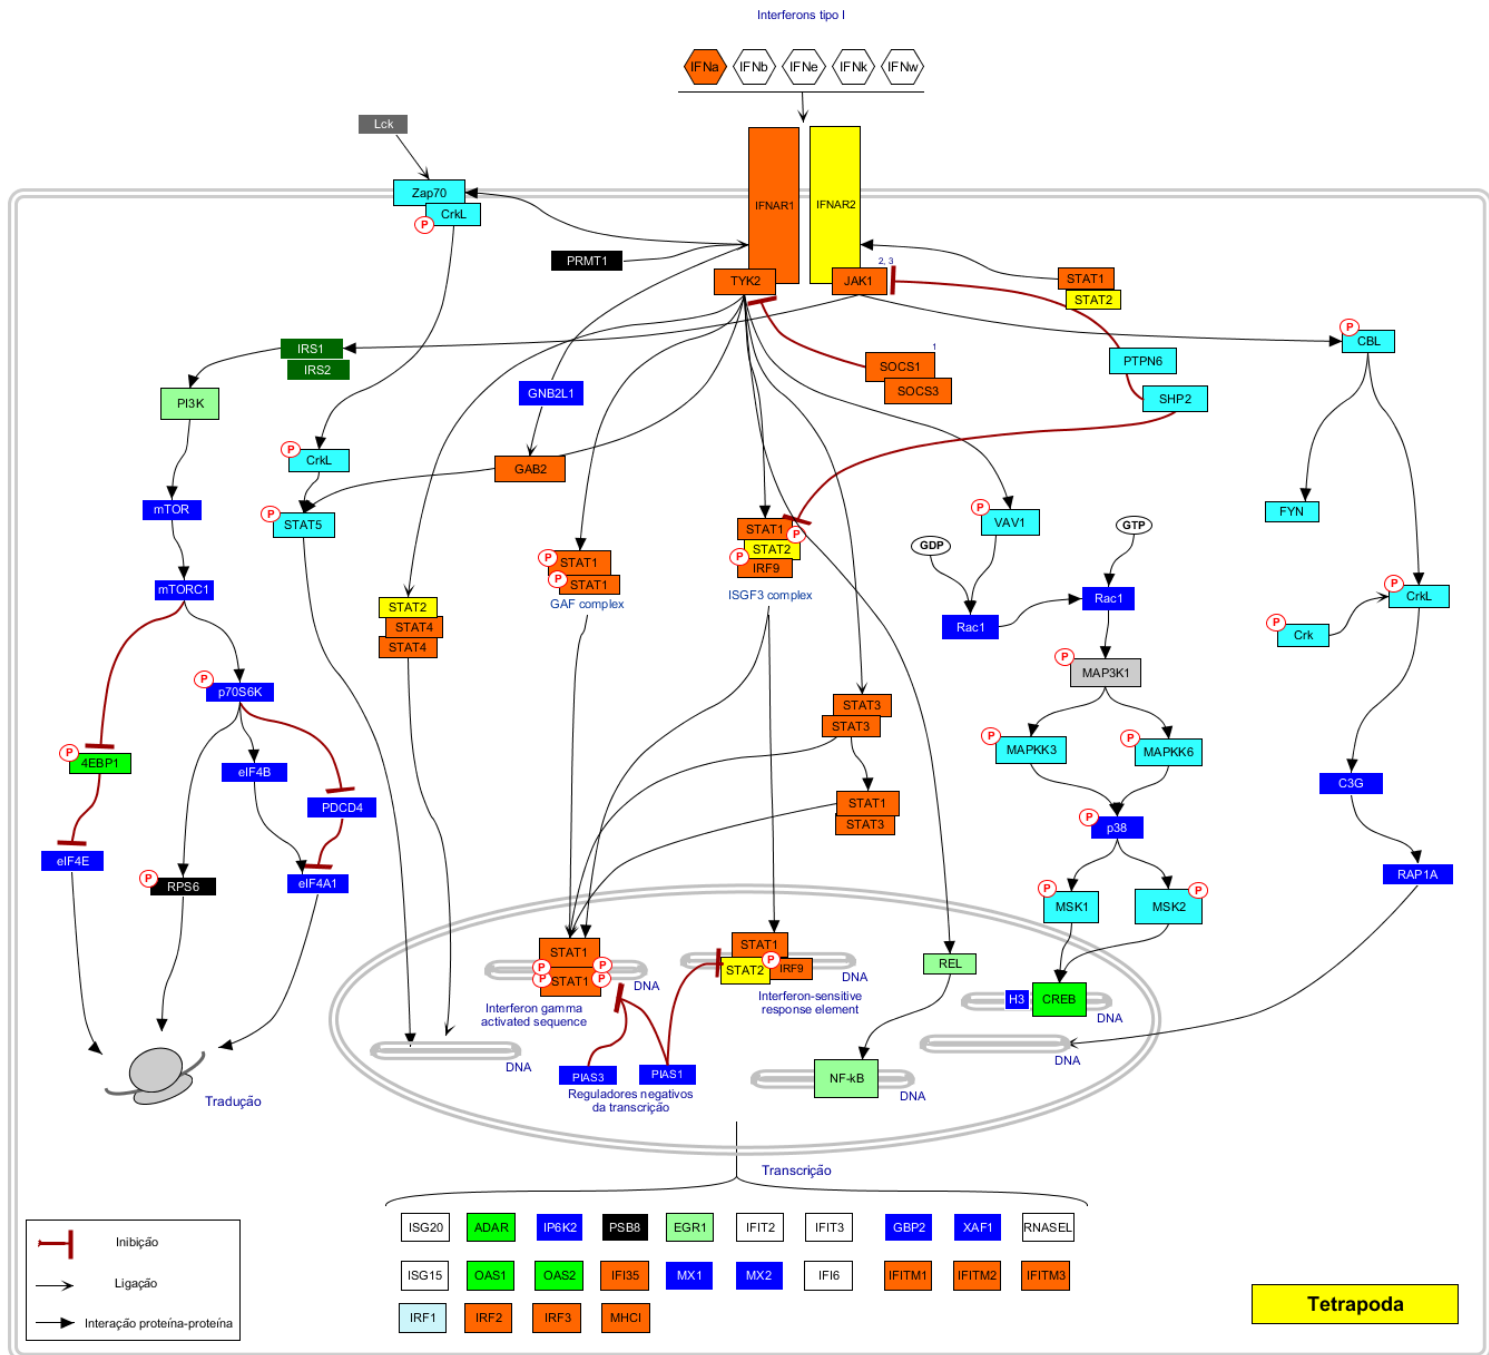 Interferons tipo I
IFNa IFNb IFNe IFNk IFNw
Lck
Zap70
CrkL
P
IFNAR1
IFNAR2
PRMT1
2, 3
TYK2
JAK1
STAT1
STAT2
P
CBL
IRS1
IRS2
1
SOCS1
SOCS3
PTPN6
SHP2
PI3K
GNB2L1
P
CrkL
GAB2
mTOR
P
STAT5
P
VAV1
FYN
STAT1
P
STAT2
P
IRF9
ISGF3 complex
P
STAT1
P
STAT1
GAF complex
GDP
GTP
mTORC1
Rac1
Rac1
P
CrkL
P
Crk
STAT2
STAT4
STAT4
P
MAP3K1
P
p70S6K
STAT3
STAT3
P
MAPKK3
P
MAPKK6
P
4EBP1
eIF4B
C3G
PDCD4
STAT1
STAT3
P
p38
eIF4E
P
RPS6
eIF4A1
RAP1A
P
MSK1
P
MSK2
STAT1
P P
P STAT1 P
DNA
Interferon gamma
activated sequence
STAT1
P
STAT2
IRF9
DNA
Interferon-sensitive
response element
REL
H3
CREB
DNA
DNA
DNA
PIAS3
PIAS1
Reguladores negativos
da transcrição
NF-kB
DNA
Tradução
Transcrição
ISG20 ADAR IP6K2 PSB8 EGR1 IFIT2 IFIT3 GBP2 XAF1 RNASEL
ISG15 OAS1 OAS2 IFI35 MX1 MX2 IFI6 IFITM1 IFITM2 IFITM3
IRF1 IRF2 IRF3 MHCI
Inibição
Ligação
Interação proteína-proteína
Tetrapoda